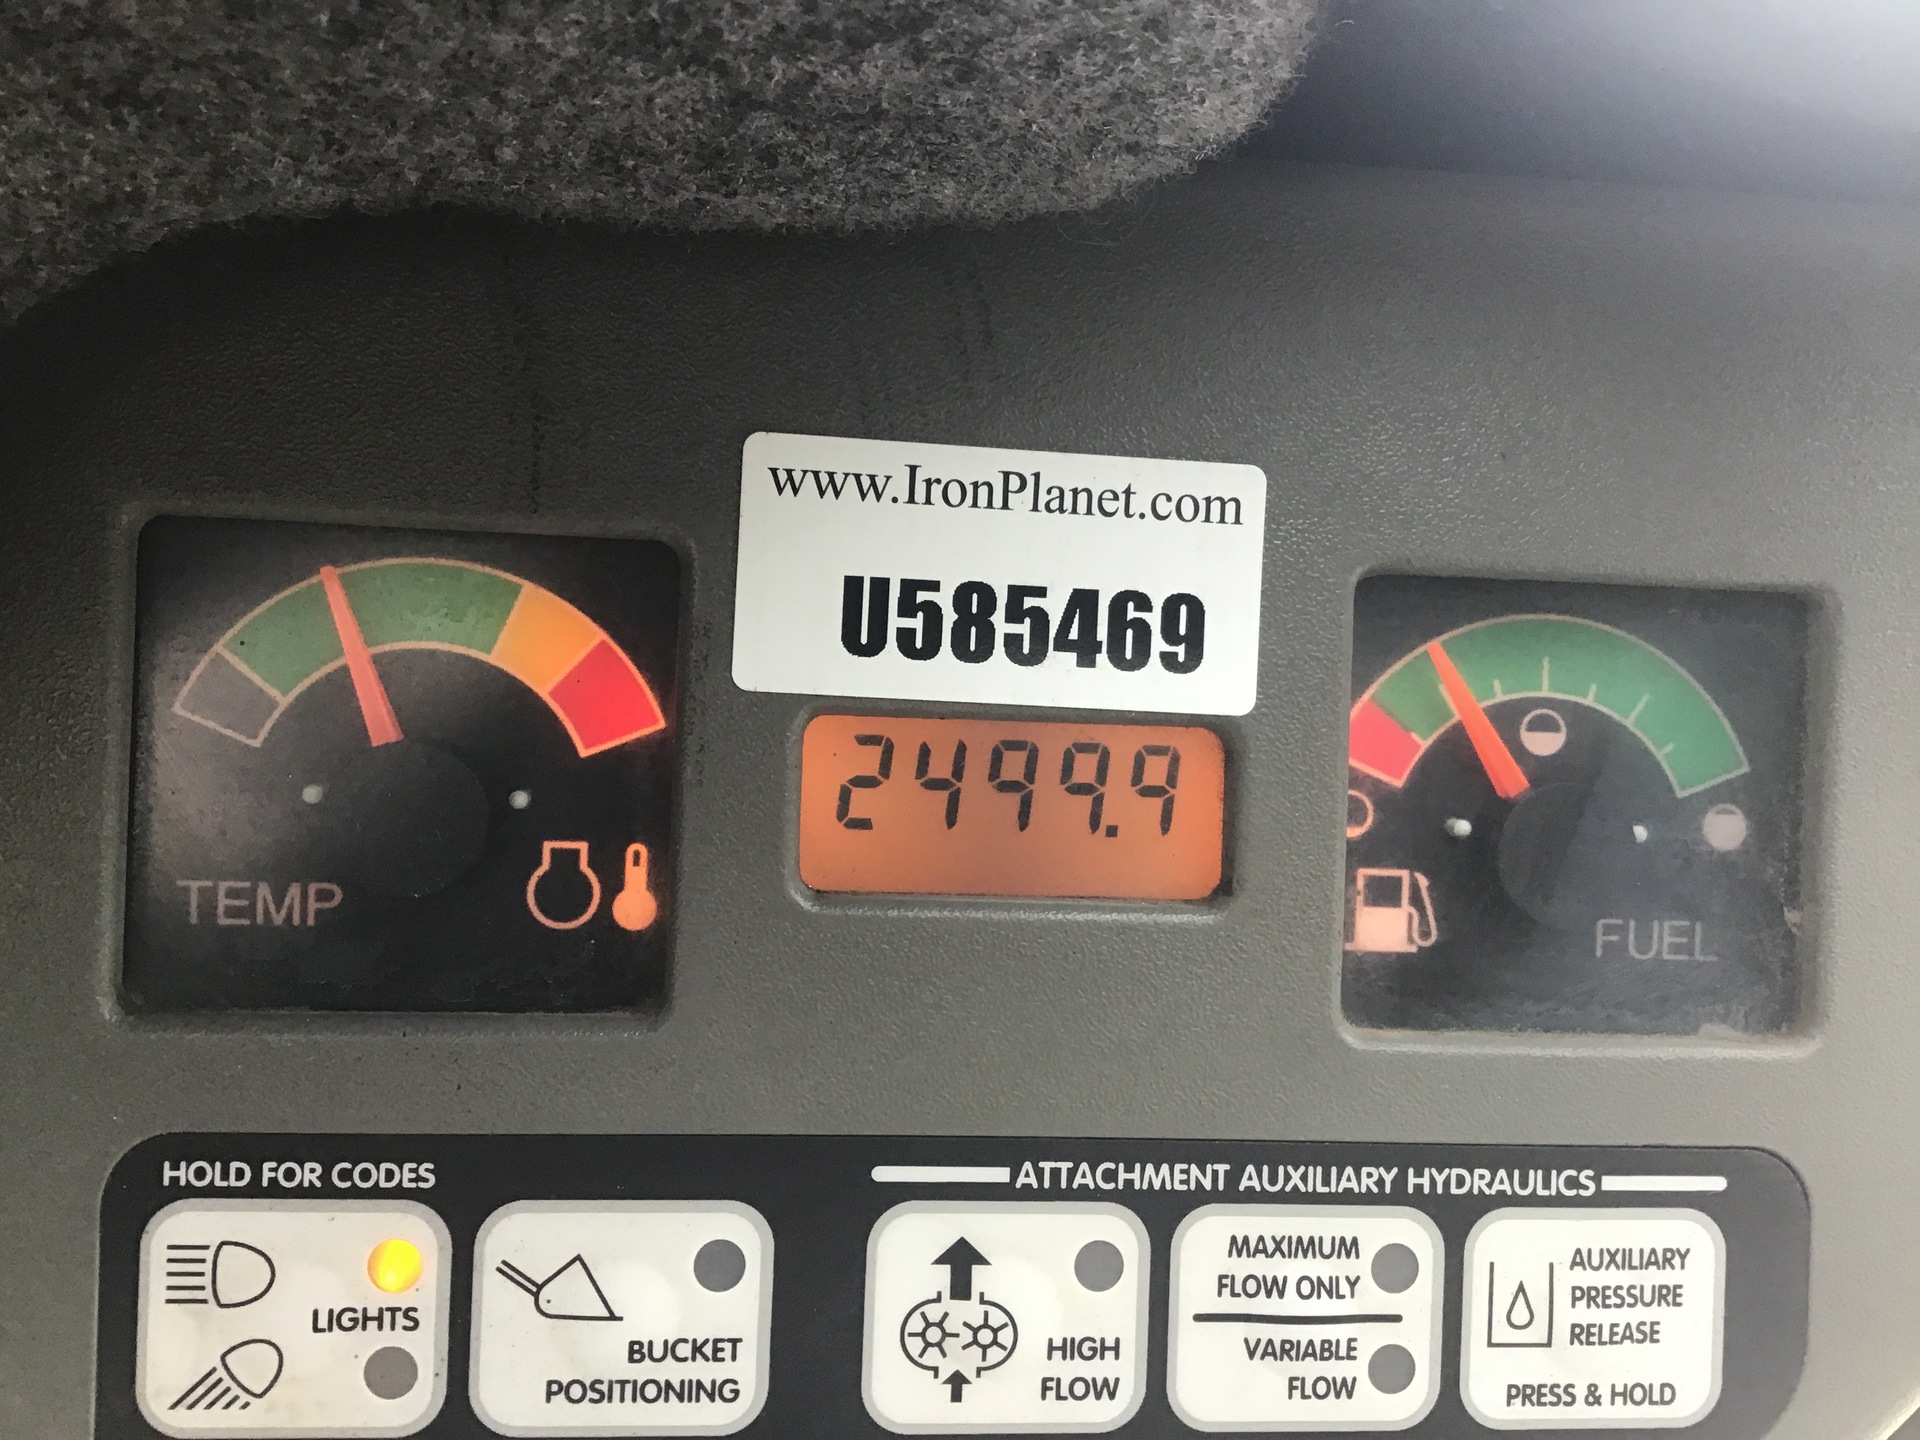 www.IronPlanet.com
U585469
2499.9
TEMP
FUEL
HOLD FOR CODES
ATTACHMENT AUXILIARY HYDRAULICS
LIGHTS
BUCKET
POSITIONING
HIGH
FLOW
MAXIMUM
FLOW ONLY
VARIABLE
FLOW
AUXILIARY
PRESSURE
RELEASE
PRESS & HOLD